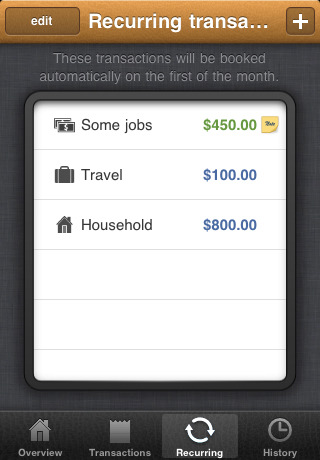 edit
Recurring transa...
+
These transactions will be booked
automatically on the first of the month.
Some jobs $450.00 Note
Travel $100.00
Household $800.00
Overview Transactions Recurring History